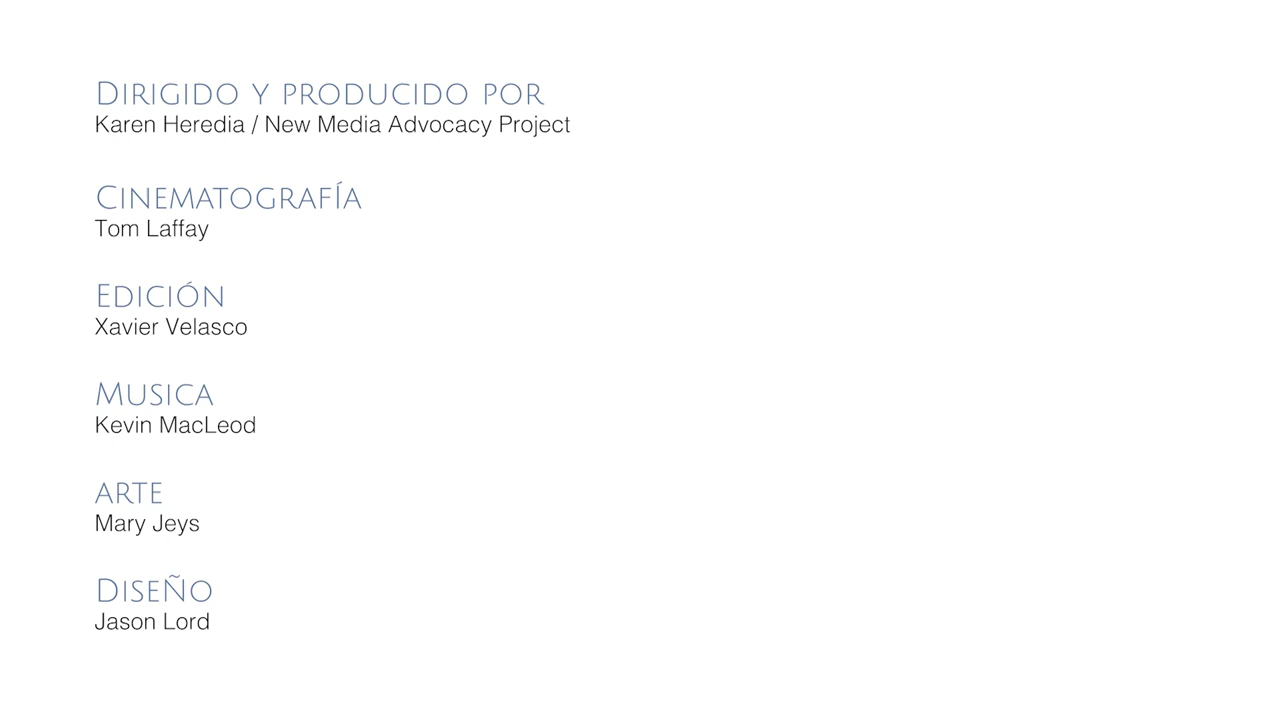 Dirigido y producido por
Karen Heredia / New Media Advocacy Project
Cinematografía
Tom Laffay
Edición
Xavier Velasco
Musica
Kevin MacLeod
arte
Mary Jeys
Diseño
Jason Lord